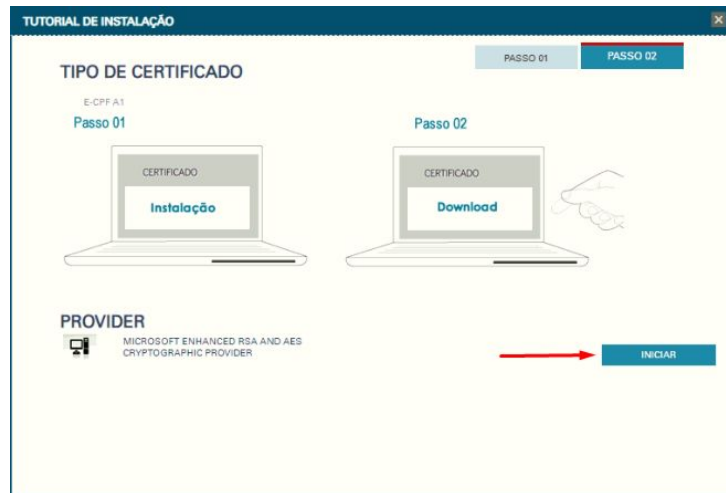 TUTORIAL DE INSTALAÇÃO
PASSO 01
PASSO 02
TIPO DE CERTIFICADO
E-CPF A1
Passo 01
Passo 02
CERTIFICADO
Instalação
CERTIFICADO
Download
PROVIDER
MICROSOFT ENHANCED RSA AND AES
CRYPTOGRAPHIC PROVIDER
INICIAR